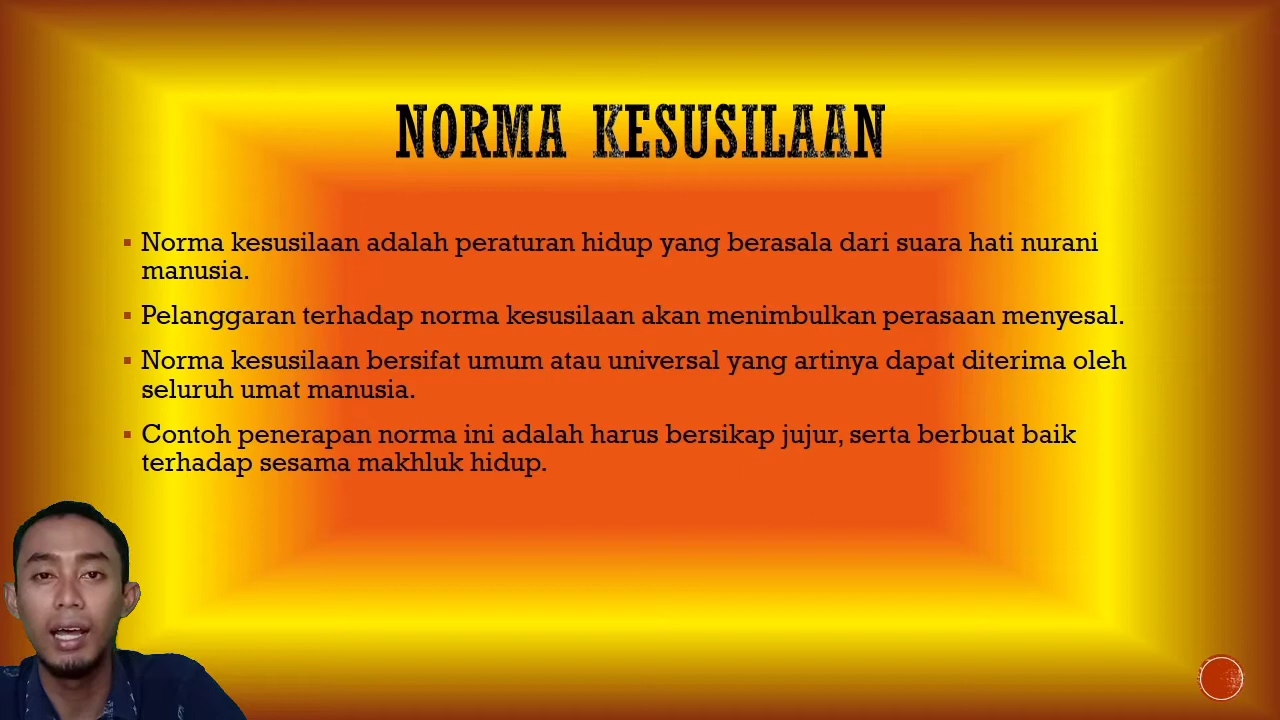 NORMA KESUSILAAN
Norma kesusilaan adalah peraturan hidup yang berasala dari suara hati nurani
manusia.
Pelanggaran terhadap norma kesusilaan akan menimbulkan perasaan menyesal.
Norma kesusilaan bersifat umum atau universal yang artinya dapat diterima oleh
seluruh umat manusia.
Contoh penerapan norma ini adalah harus bersikap jujur, serta berbuat baik
terhadap sesama makhluk hidup.